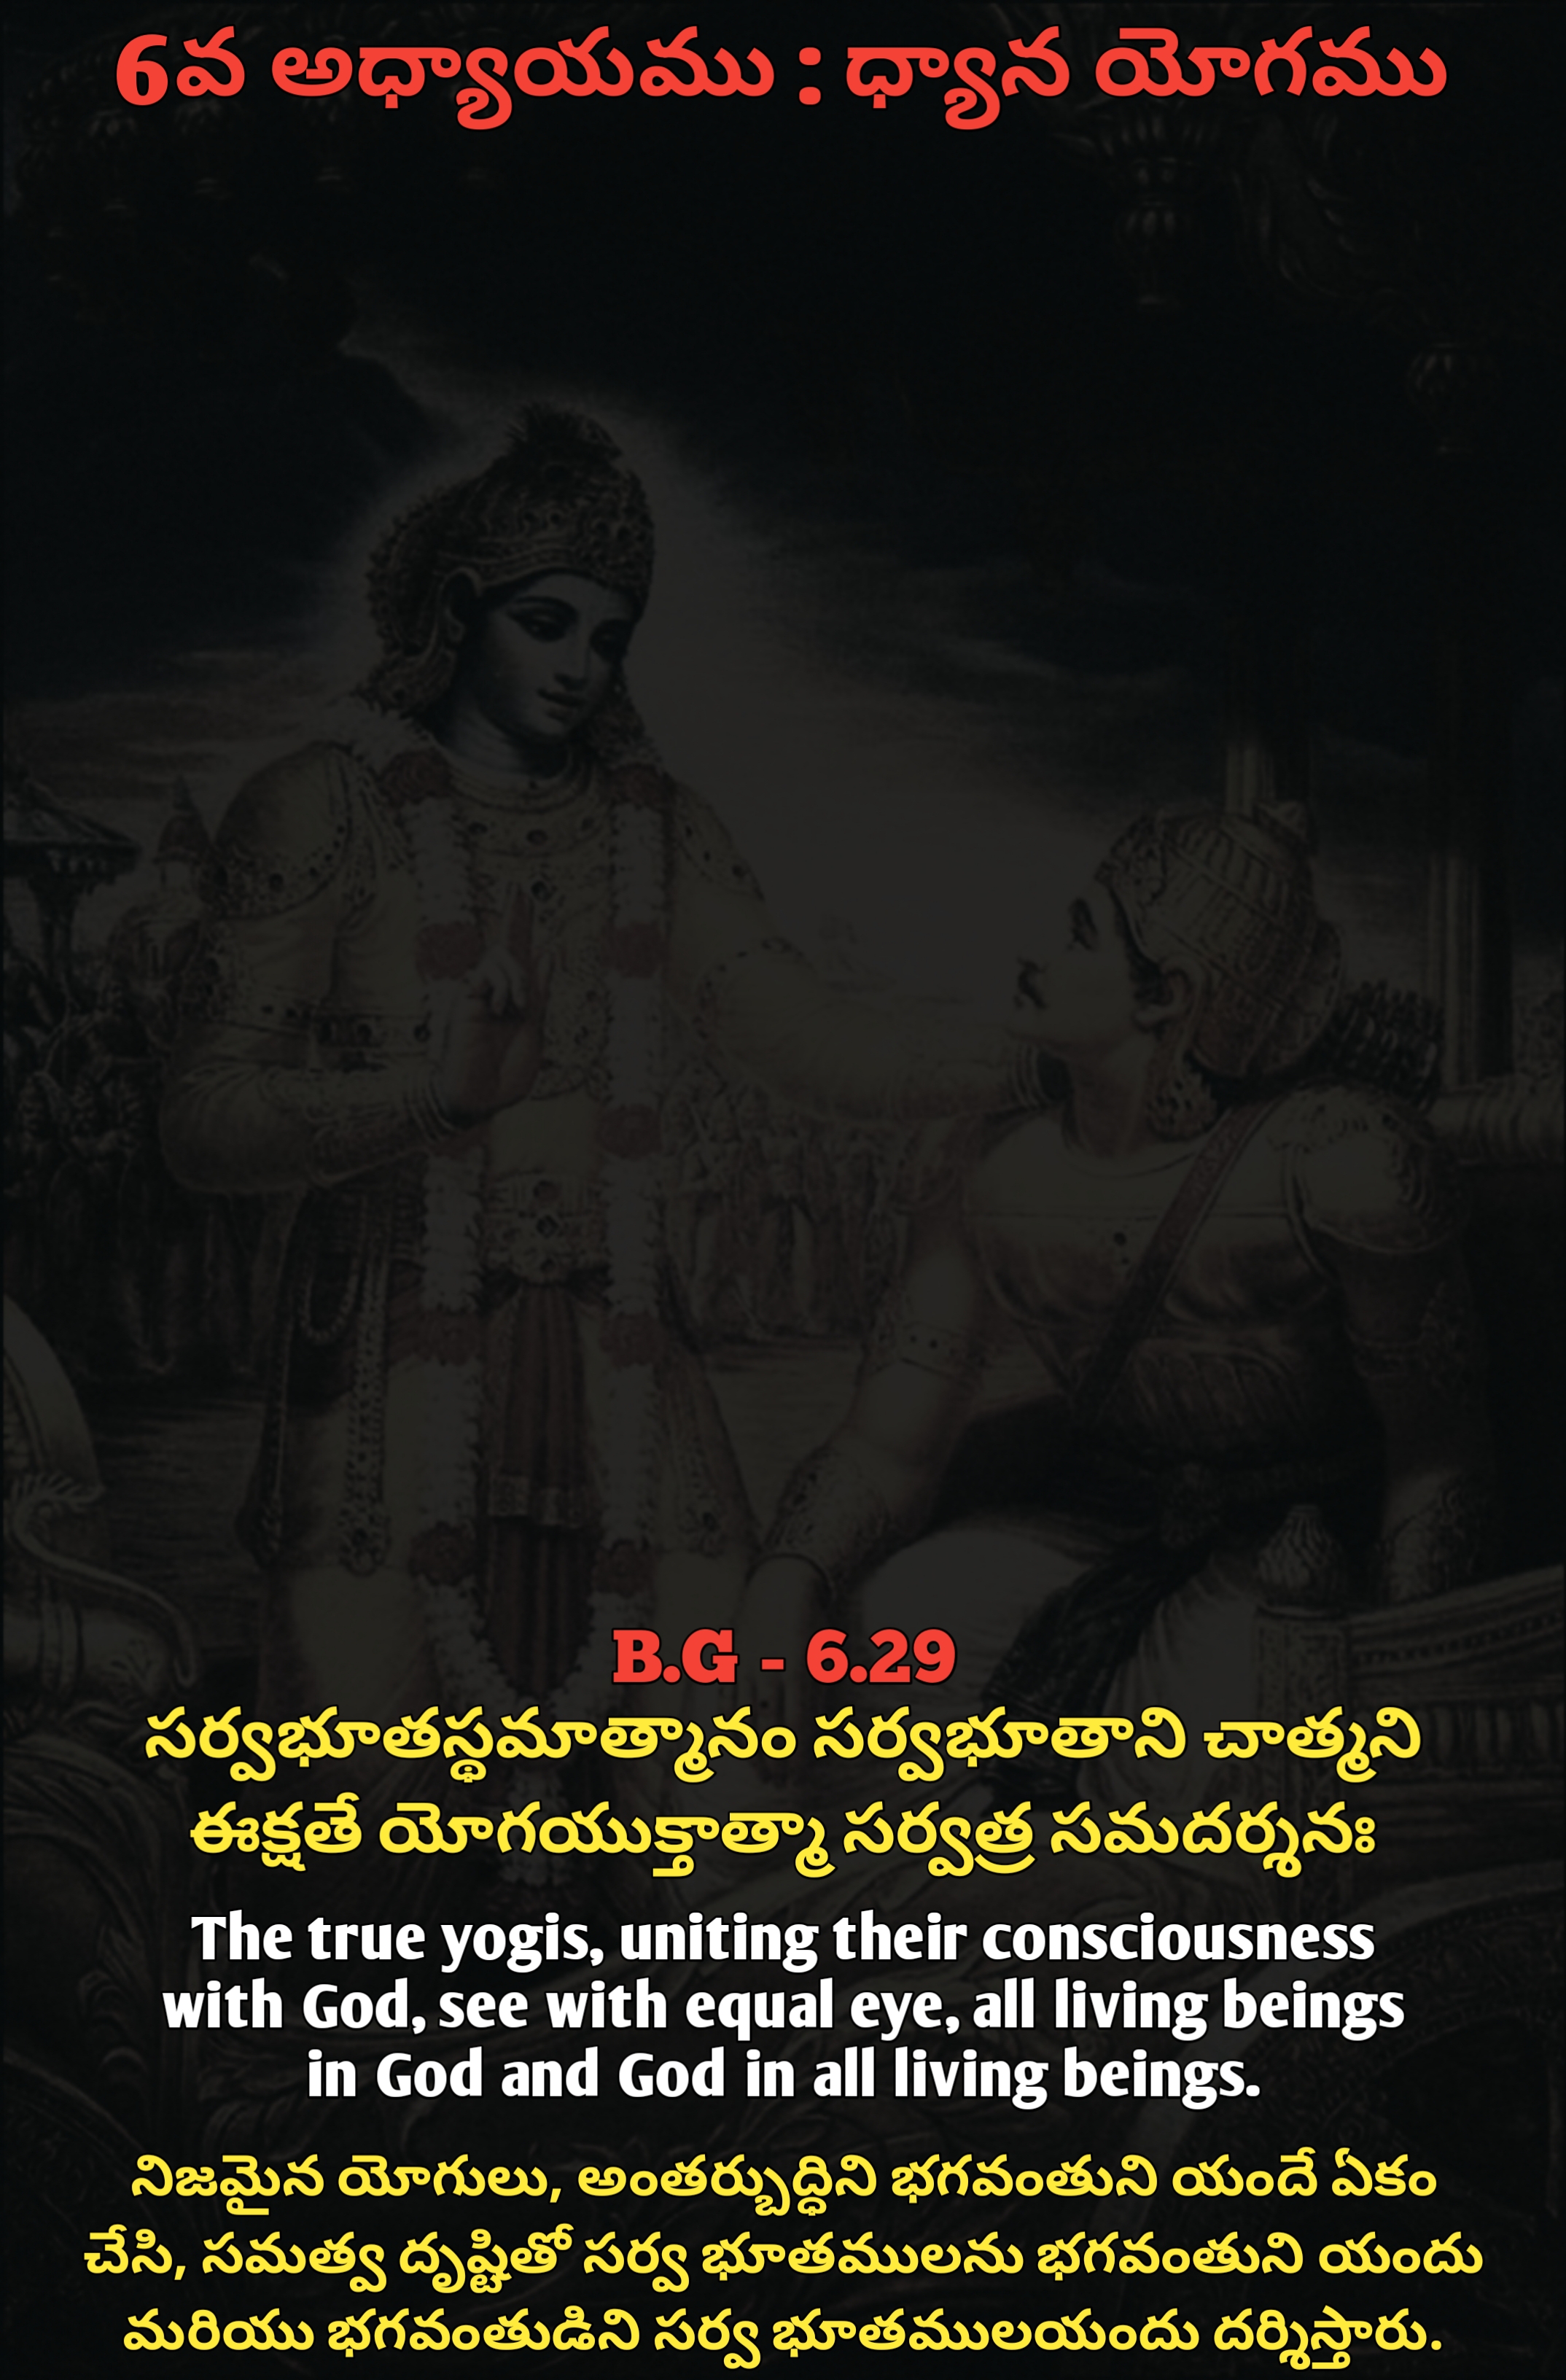 6వ అధ్యాయము : ధ్యాన యోగము
B.G - 6.29
సర్వభూతస్థమాత్మానం సర్వభూతాని చాత్మని
ఈక్షతే యోగయుక్తాత్మా సర్వత్ర సమదర్శనః
The true yogis, uniting their consciousness
with God, see with equal eye, all living beings
in God and God in all living beings.
నిజమైన యోగులు, అంతర్బుద్ధిని భగవంతుని యందే ఏకం
చేసి, సమత్వ దృష్టితో సర్వ భూతములను భగవంతుని యందు
మరియు భగవంతుడిని సర్వ భూతములయందు దర్శిస్తారు.